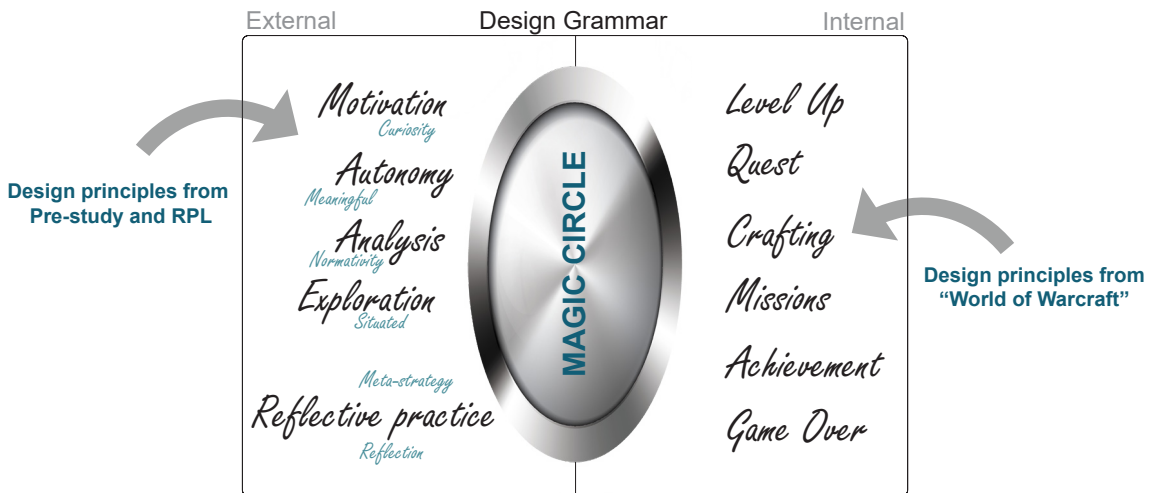 External
Design Grammar
Internal
Motivation
Curiosity
Autonomy
Meaningful
Analysis
Normativity
Exploration
Situated
Meta-strategy
Reflective practice
Reflection
Design principles from
Pre-study and RPL
MAGIC CIRCLE
Level Up
Quest
Crafting
Missions
Achievement
Game Over
Design principles from
“World of Warcraft”